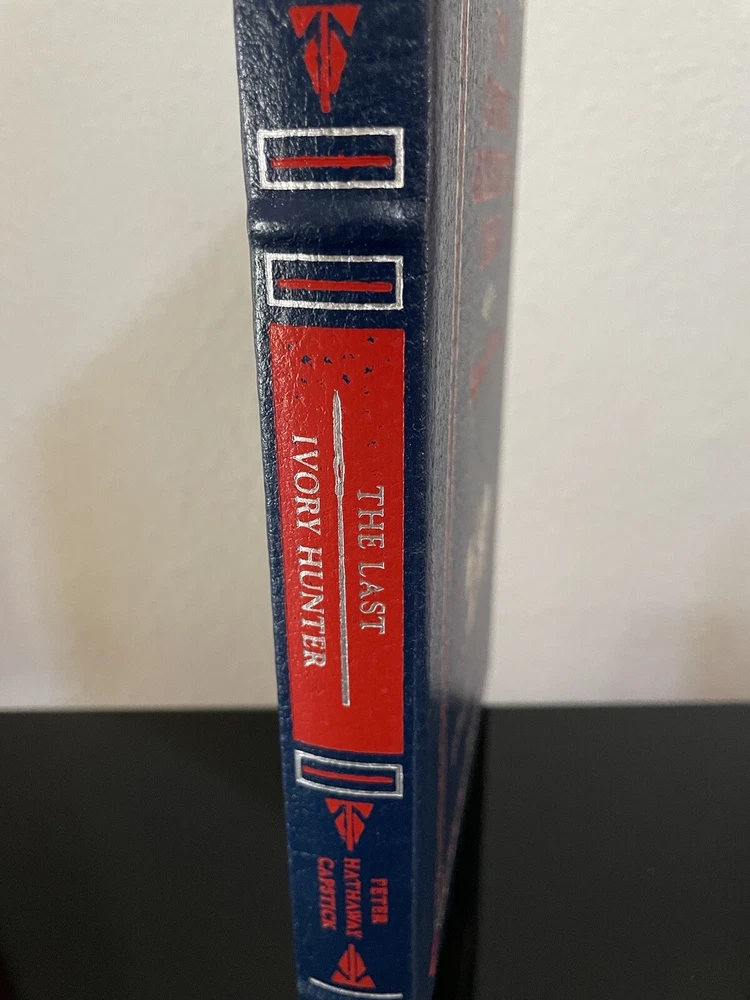 THE LAST
IVORY HUNTER
PETER
HATHAWAY
CAPSTICK